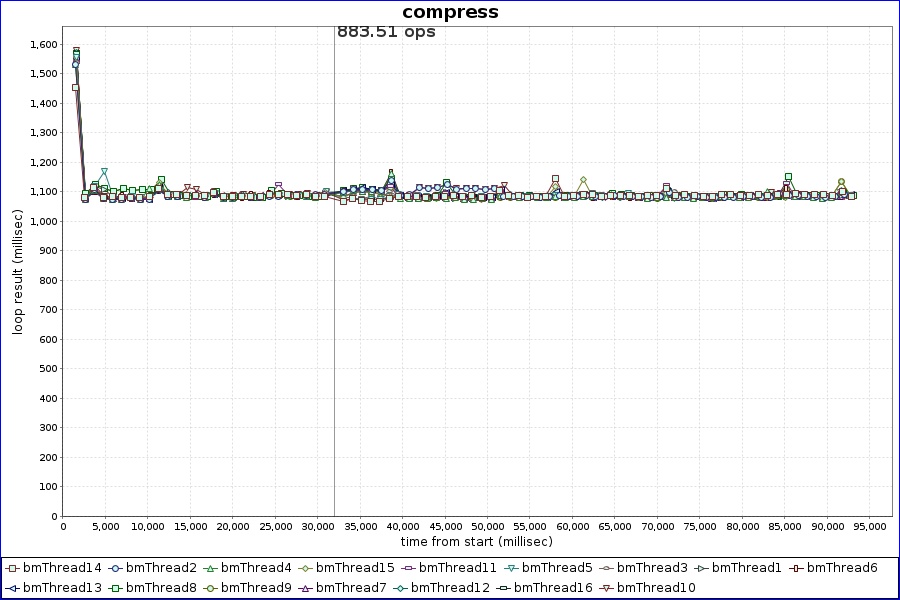 compress
883.51 ops
1,600
1,500
1,400
1,300
1,200
1,100
1,000
900
800
700
600
500
400
300
200
100
0
loop result (millisec)
0 5,000 10,000 15,000 20,000 25,000 30,000 35,000 40,000 45,000 50,000 55,000 60,000 65,000 70,000 75,000 80,000 85,000 90,000 95,000
time from start (millisec)
bmThread14 bmThread2 bmThread4 bmThread15 bmThread11 bmThread5 bmThread3 bmThread1 bmThread6
bmThread13 bmThread8 bmThread9 bmThread7 bmThread12 bmThread16 bmThread10